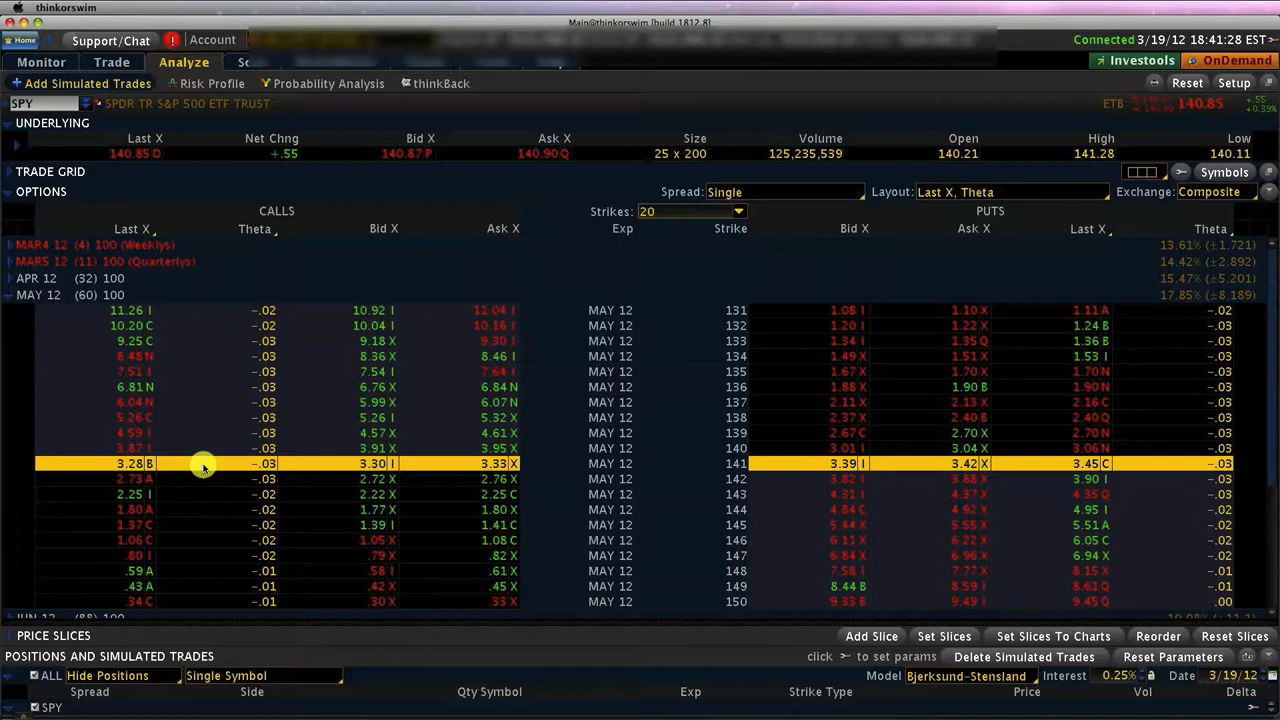 thinkorswim
Main@thinkorswim [build 1812.8]
Home Support/Chat ! Account Connected 3/19/12 18:41:28 EST
Monitor Trade Analyze Investools OnDemand
+ Add Simulated Trades Risk Profile Probability Analysis thinkBack Reset Setup
SPY SPDR TR S&P 500 ETF TRUST ETB 140.85 +.55 +0.39%
UNDERLYING
Last X Net Chng Bid X Ask X Size Volume Open High Low
140.85 D +.55 140.87 P 140.90 Q 25 x 200 125,235,539 140.21 141.28 140.11
TRADE GRID Symbols
OPTIONS Spread: Single Layout: Last X, Theta Exchange: Composite
CALLS Strikes: 20 PUTS
Last X Theta Bid X Ask X Exp Strike Bid X Ask X Last X Theta
MAR4 12 (4) 100 (Weeklys) 13.61% (±1.721)
MAR5 12 (11) 100 (Quarterlys) 14.42% (±2.892)
APR 12 (32) 100 15.47% (±5.201)
MAY 12 (60) 100 17.85% (±8.189)
11.26 I -.02 10.92 I 11.04 I MAY 12 131 1.08 I 1.10 X 1.11 A -.02
10.20 C -.02 10.04 I 10.16 I MAY 12 132 1.20 I 1.22 X 1.24 B -.03
9.25 C -.03 9.18 X 9.30 I MAY 12 133 1.34 I 1.35 Q 1.36 B -.03
8.48 N -.03 8.36 X 8.46 I MAY 12 134 1.49 X 1.51 X 1.53 I -.03
7.51 I -.03 7.54 I 7.64 I MAY 12 135 1.67 X 1.70 X 1.70 N -.03
6.81 N -.03 6.76 X 6.84 N MAY 12 136 1.88 X 1.90 B 1.90 N -.03
6.04 N -.03 5.99 X 6.07 N MAY 12 137 2.11 X 2.13 X 2.16 C -.03
5.26 C -.03 5.26 I 5.32 X MAY 12 138 2.37 X 2.40 B 2.40 Q -.03
4.59 I -.03 4.57 X 4.61 X MAY 12 139 2.67 C 2.70 X 2.70 N -.03
3.87 I -.03 3.91 X 3.95 X MAY 12 140 3.01 I 3.04 X 3.06 N -.03
3.28 B -.03 3.30 I 3.33 X MAY 12 141 3.39 I 3.42 X 3.45 C -.03
2.73 A -.03 2.72 X 2.76 X MAY 12 142 3.82 I 3.88 X 3.90 I -.03
2.25 I -.02 2.22 X 2.25 C MAY 12 143 4.31 I 4.37 X 4.35 Q -.03
1.80 A -.02 1.77 X 1.80 X MAY 12 144 4.84 C 4.92 X 4.95 I -.03
1.37 C -.02 1.39 I 1.41 C MAY 12 145 5.44 X 5.55 X 5.51 A -.02
1.06 C -.02 1.05 X 1.08 C MAY 12 146 6.11 X 6.22 X 6.05 C -.02
.80 I -.02 .79 X .82 X MAY 12 147 6.84 X 6.96 X 6.94 X -.02
.59 A -.01 .58 I .61 X MAY 12 148 7.58 I 7.77 X 8.15 X -.01
.43 A -.01 .42 X .45 X MAY 12 149 8.44 B 8.59 I 8.61 Q -.01
.34 C -.01 .30 X .33 X MAY 12 150 9.33 B 9.49 I 9.45 Q .00
JUN 12 (88) 100
PRICE SLICES Add Slice Set Slices Set Slices To Charts Reorder Reset Slices
POSITIONS AND SIMULATED TRADES click to set params Delete Simulated Trades Reset Parameters
ALL Hide Positions Single Symbol Model Bjerksund-Stensland Interest 0.25% Date 3/19/12
Spread Side Qty Symbol Exp Strike Type Price Vol Delta
SPY